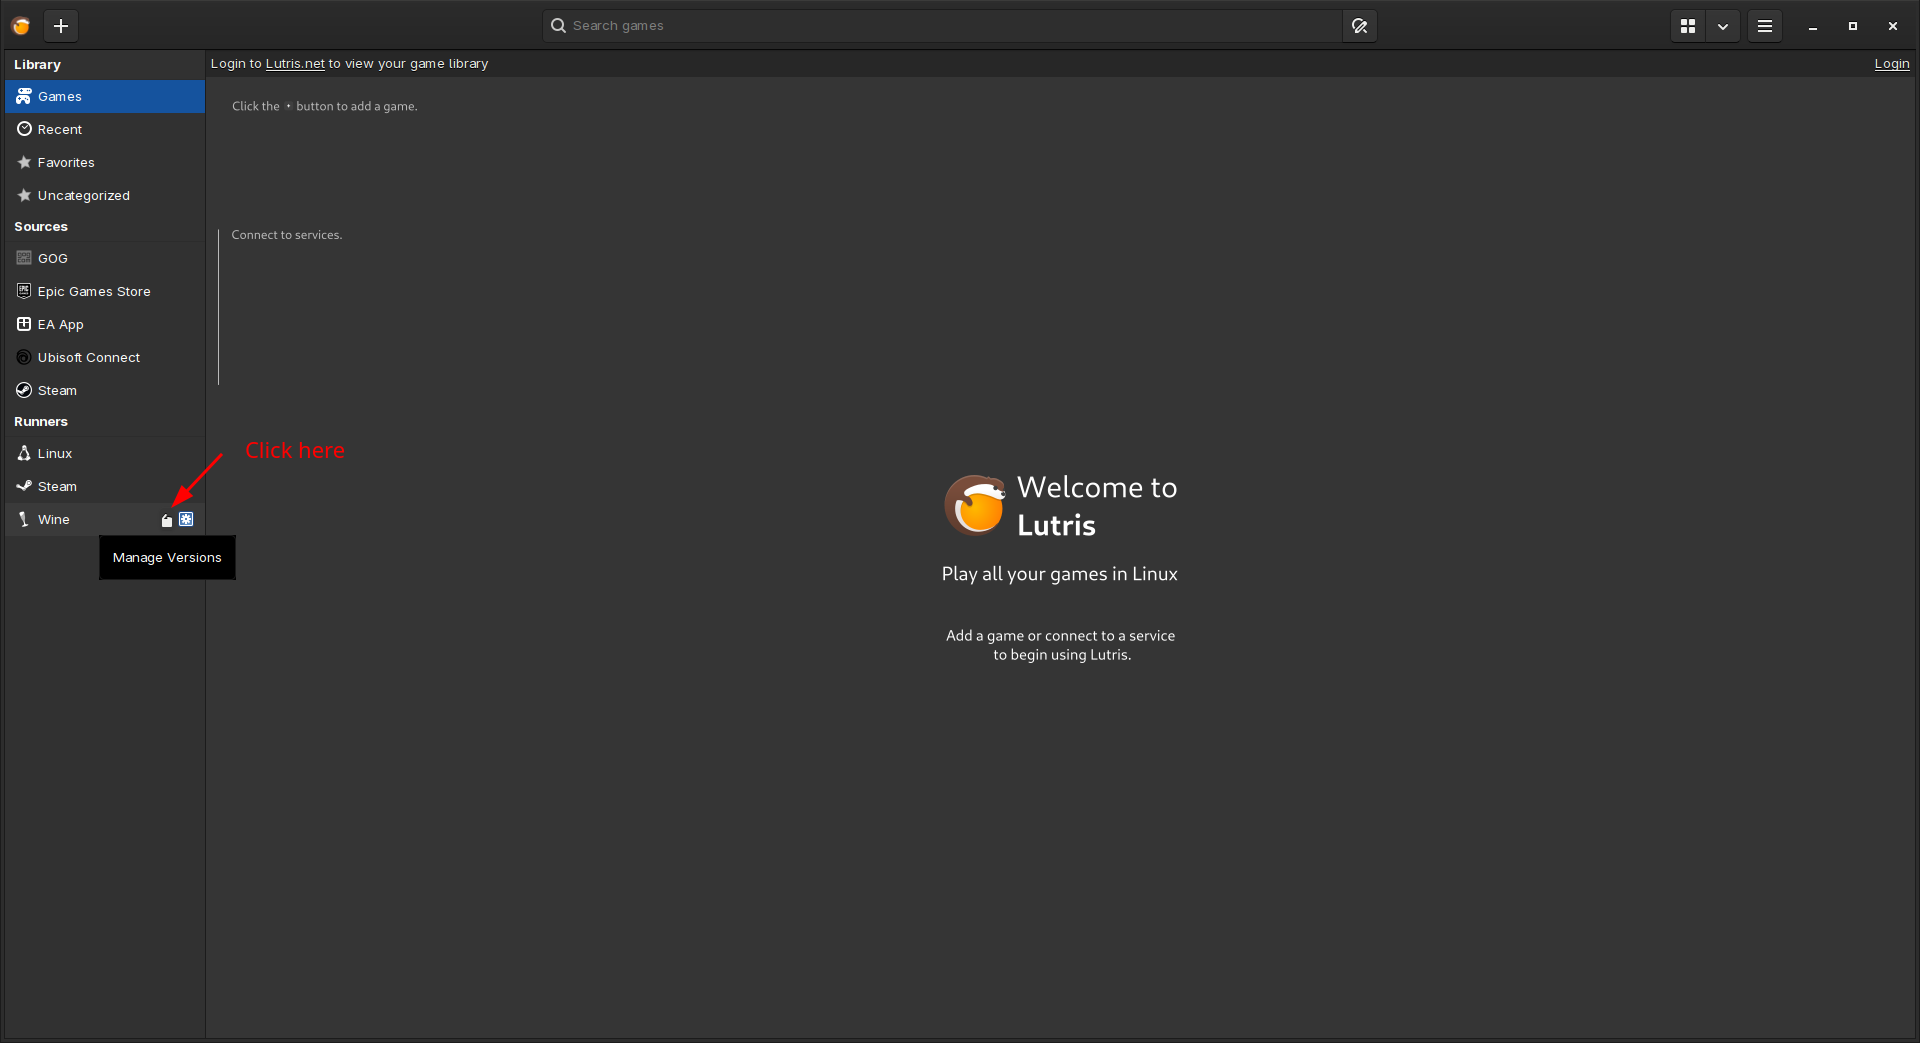 Search games
Library
Login to Lutris.net to view your game library
Login
Games
Recent
Favorites
Uncategorized
Sources
GOG
Epic Games Store
EA App
Ubisoft Connect
Steam
Runners
Linux
Steam
Wine
Manage Versions
Click the + button to add a game.
Connect to services.
Click here
Welcome to
Lutris
Play all your games in Linux
Add a game or connect to a service
to begin using Lutris.